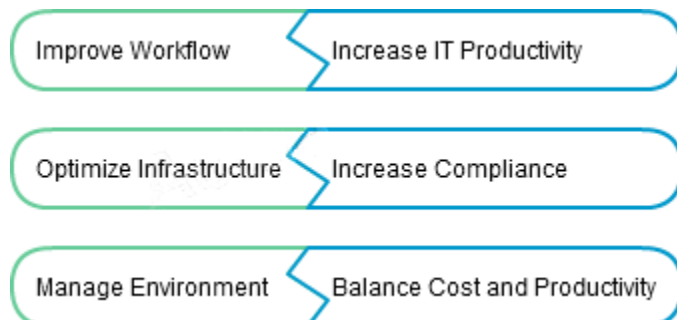 Improve Workflow Increase IT Productivity
Optimize Infrastructure Increase Compliance
Manage Environment Balance Cost and Productivity